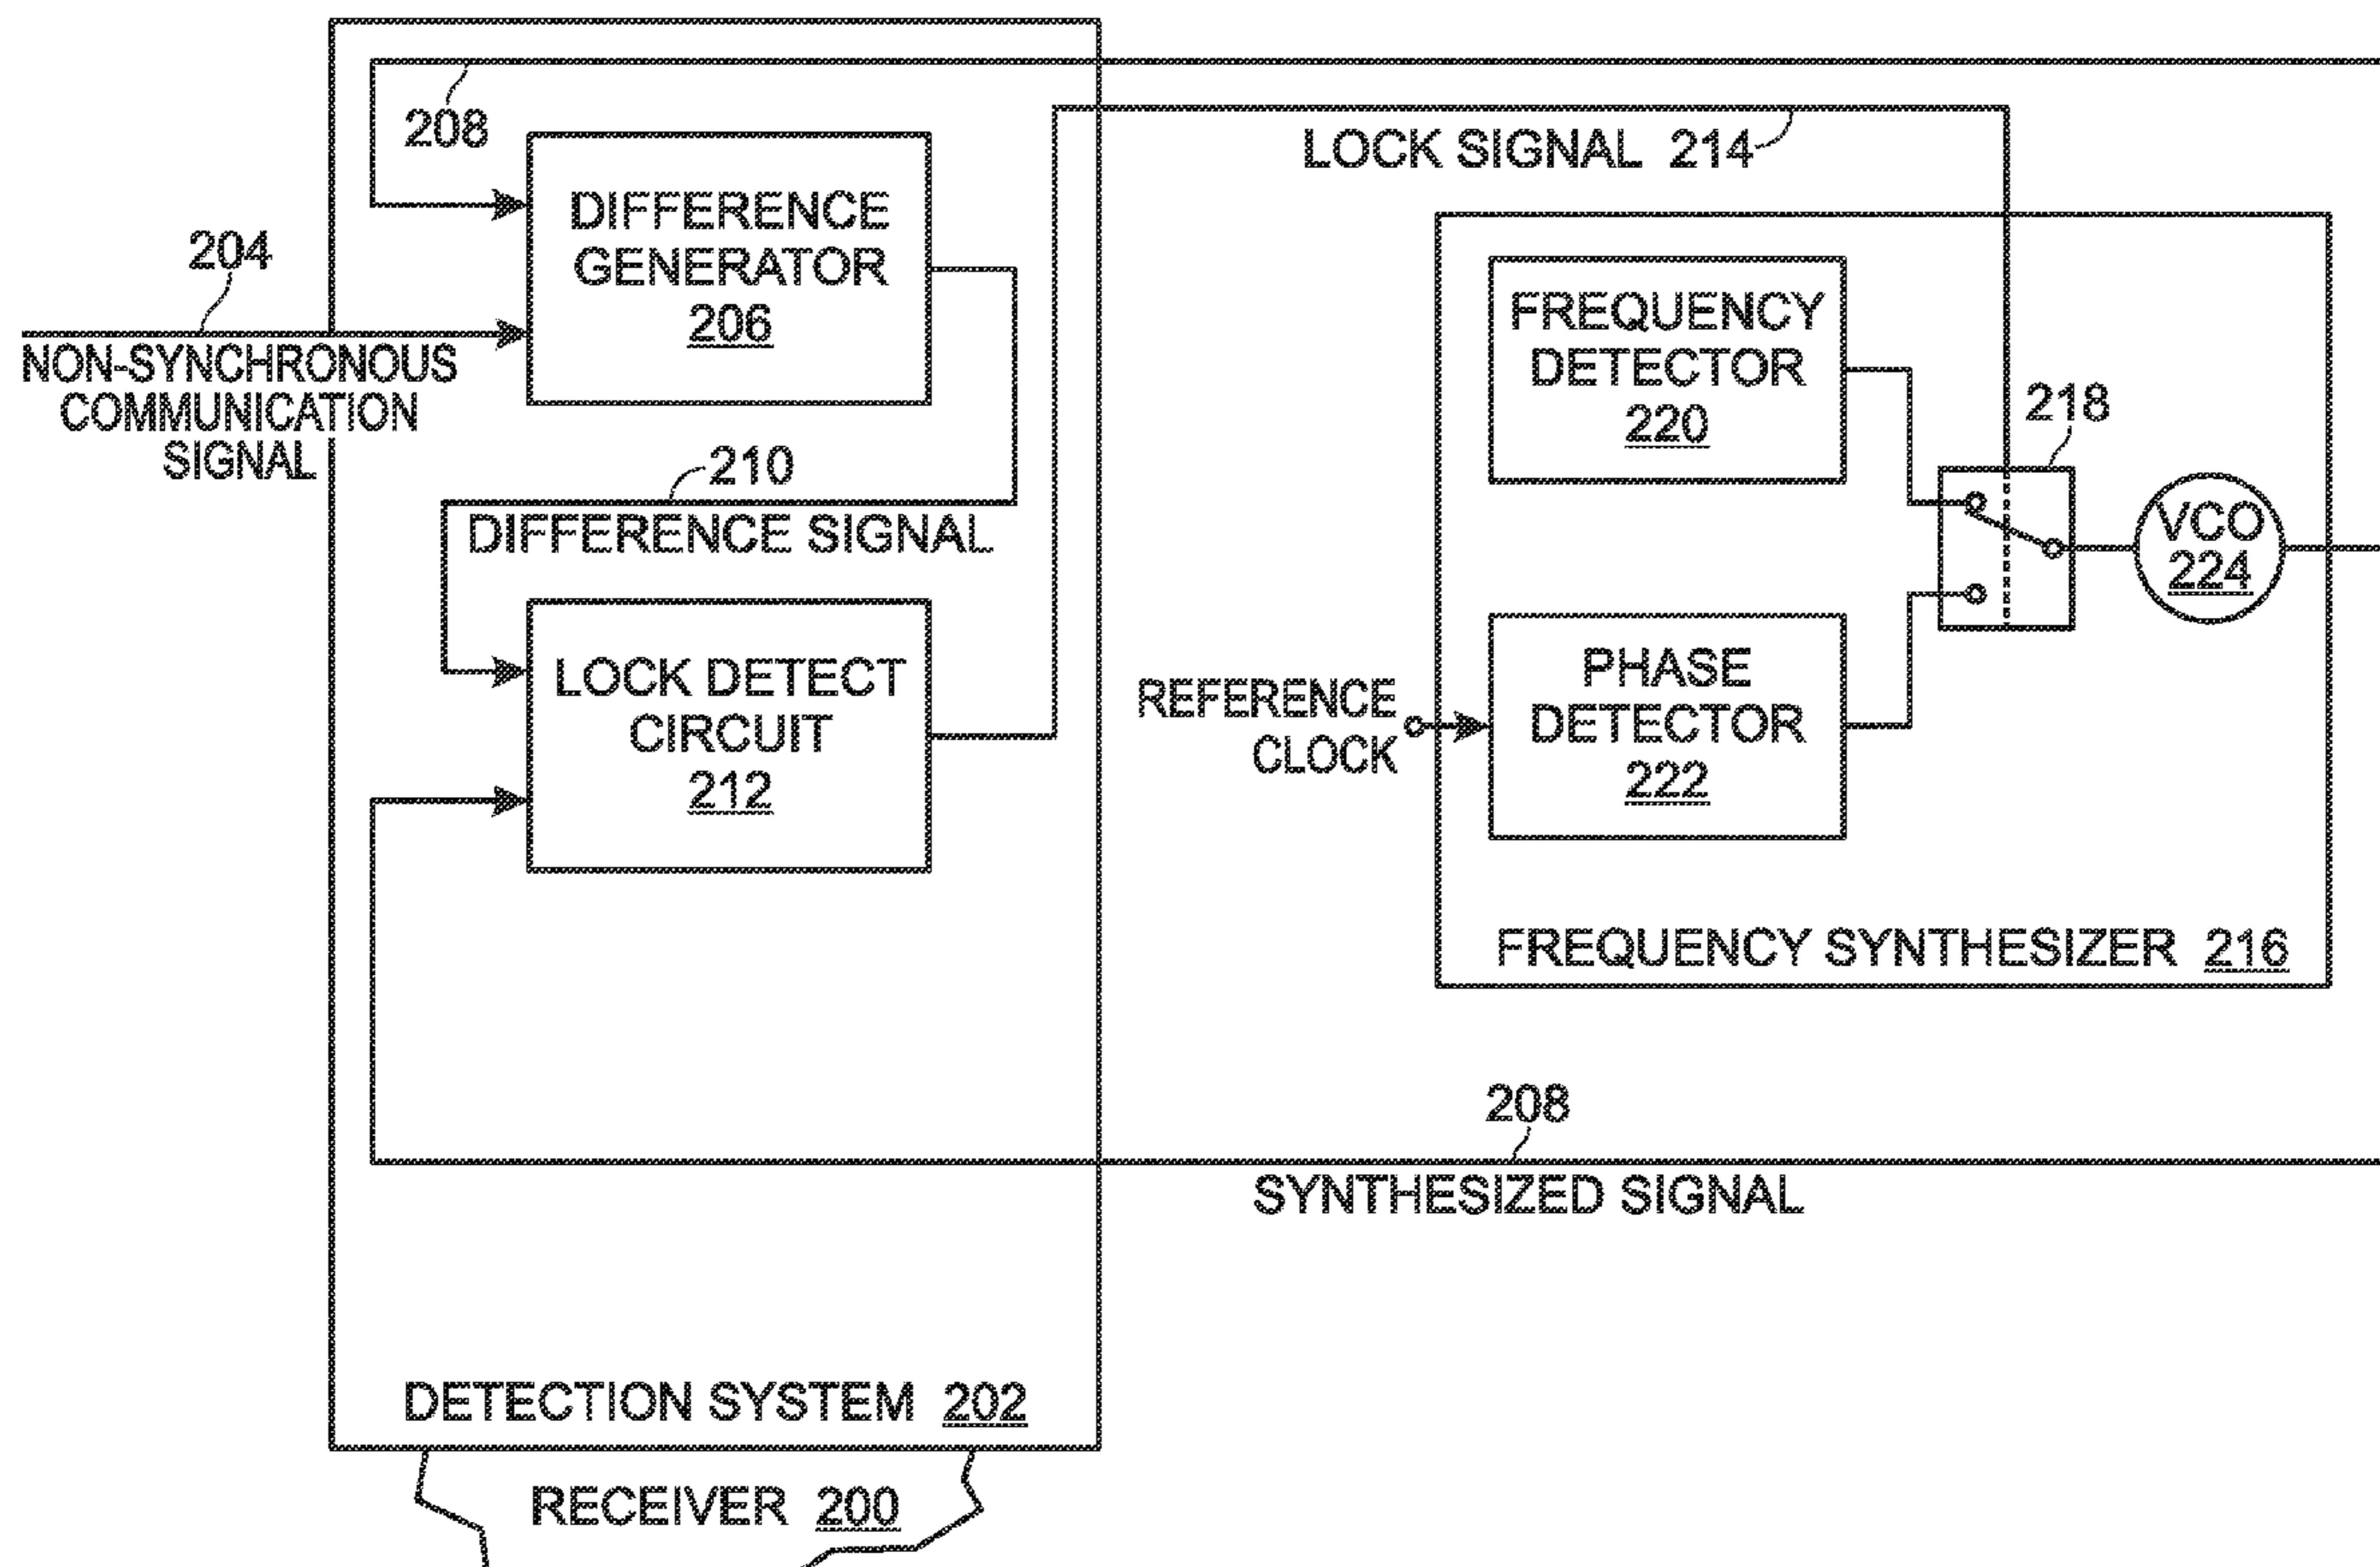 208
LOCK SIGNAL 214
DIFFERENCE
GENERATOR
206
204
NON-SYNCHRONOUS
COMMUNICATION
SIGNAL
210
DIFFERENCE SIGNAL
FREQUENCY
DETECTOR
220
218
VCO
224
LOCK DETECT
CIRCUIT
212
REFERENCE
CLOCK
PHASE
DETECTOR
222
FREQUENCY SYNTHESIZER 216
208
SYNTHESIZED SIGNAL
DETECTION SYSTEM 202
RECEIVER 200